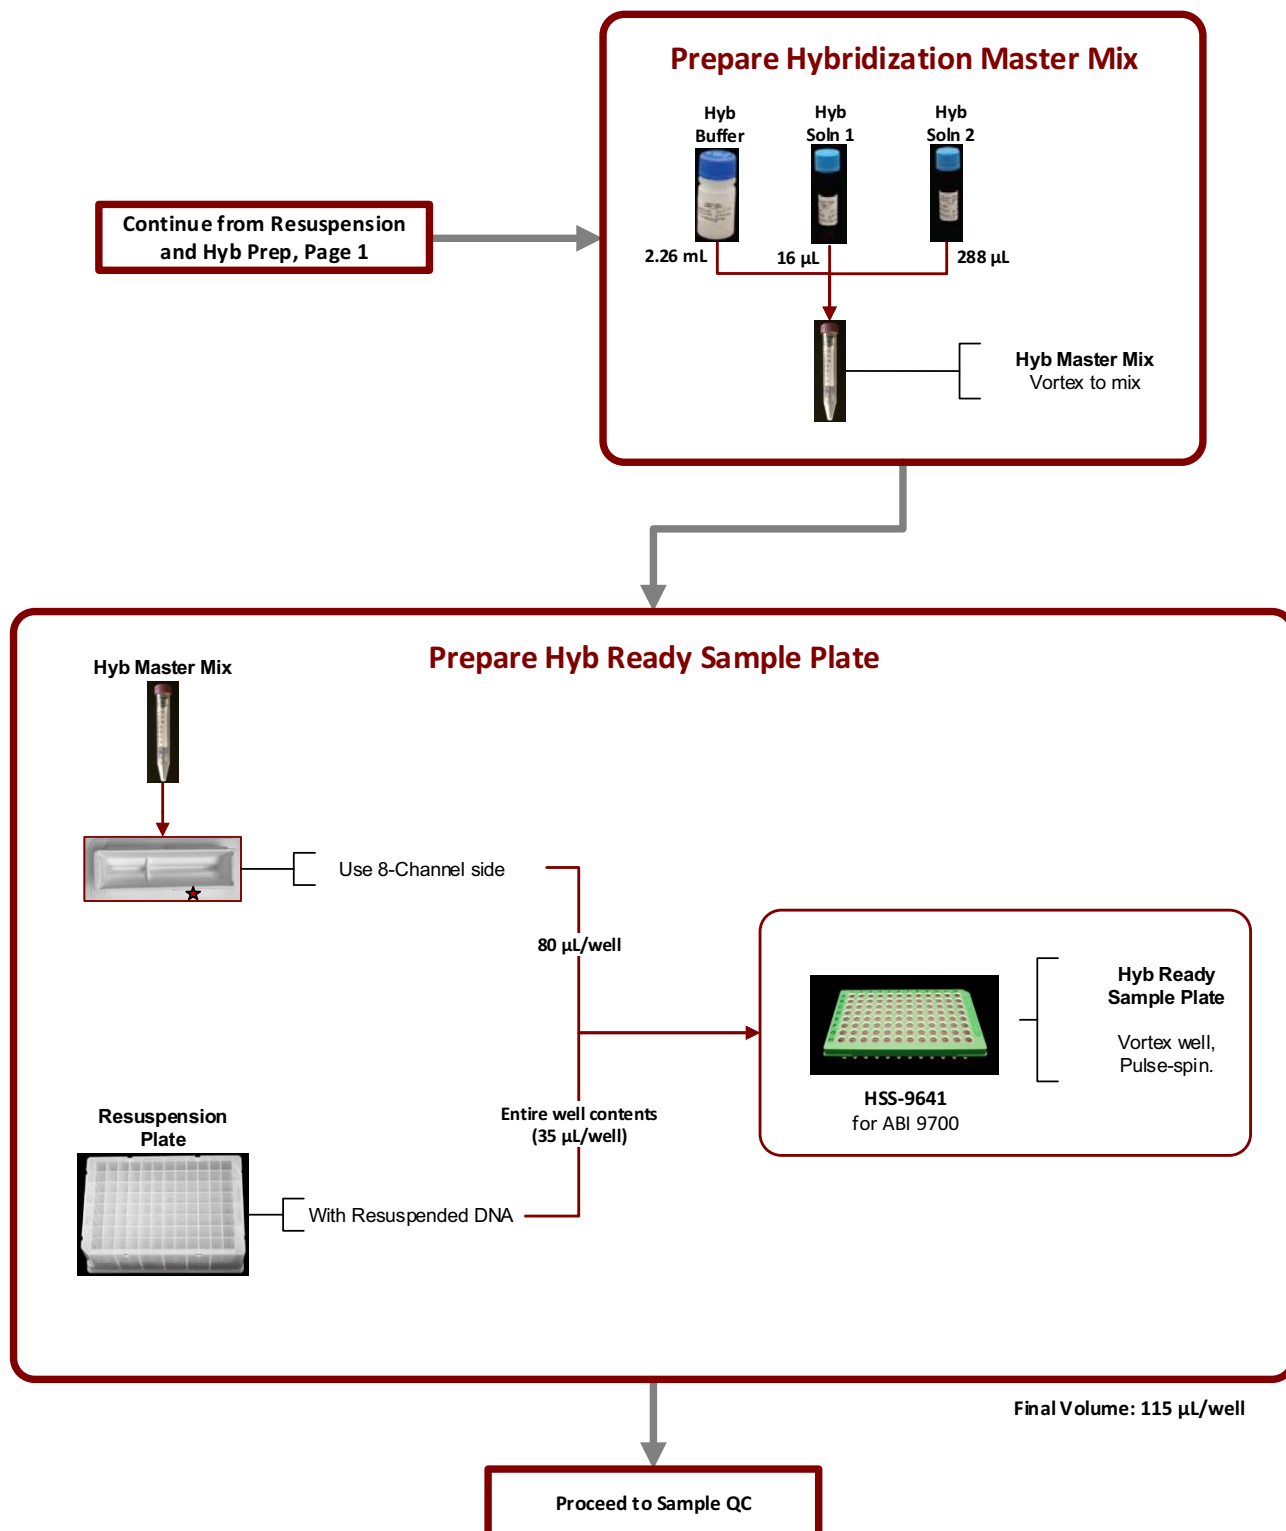 Prepare Hybridization Master Mix
Hyb
Buffer
Hyb
Soln 1
Hyb
Soln 2
Continue from Resuspension
and Hyb Prep, Page 1
2.26 mL
16 µL
288 µL
Hyb Master Mix
Vortex to mix
Prepare Hyb Ready Sample Plate
Hyb Master Mix
Use 8-Channel side
80 µL/well
Hyb Ready
Sample Plate
Vortex well,
Pulse-spin.
HSS-9641
for ABI 9700
Entire well contents
(35 µL/well)
Resuspension
Plate
With Resuspended DNA
Final Volume: 115 µL/well
Proceed to Sample QC